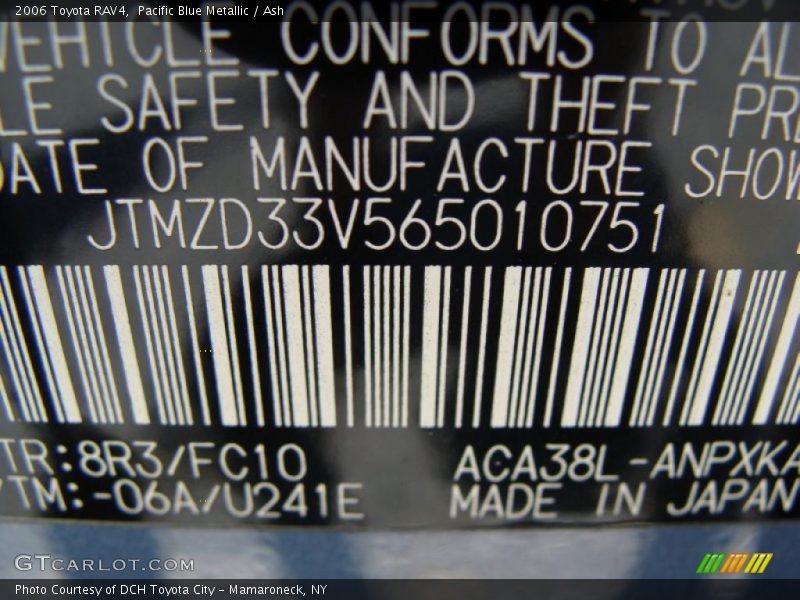 2006 Toyota RAV4, Pacific Blue Metallic / Ash
VEHICLE CONFORMS TO AL
LE SAFETY AND THEFT PRE
DATE OF MANUFACTURE SHOW
JTMZD33V565010751
TR:8R3/FC10 ACA38L-ANPXKA
/TM:-06A/U241E MADE IN JAPAN
GTCARLOT.COM
Photo Courtesy of DCH Toyota City – Mamaroneck, NY